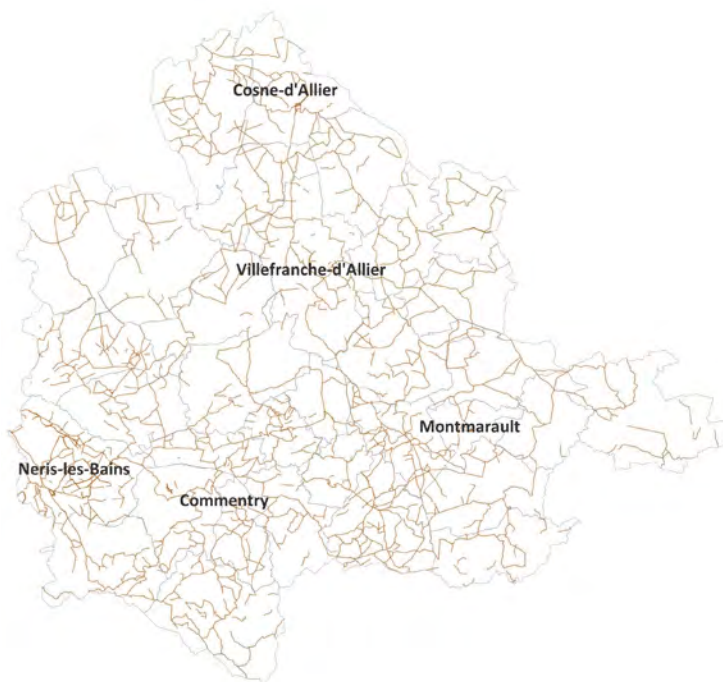 Cosne-d'Allier
Villefranche-d'Allier
Montmarault
Neris-les-Bains
Commentry